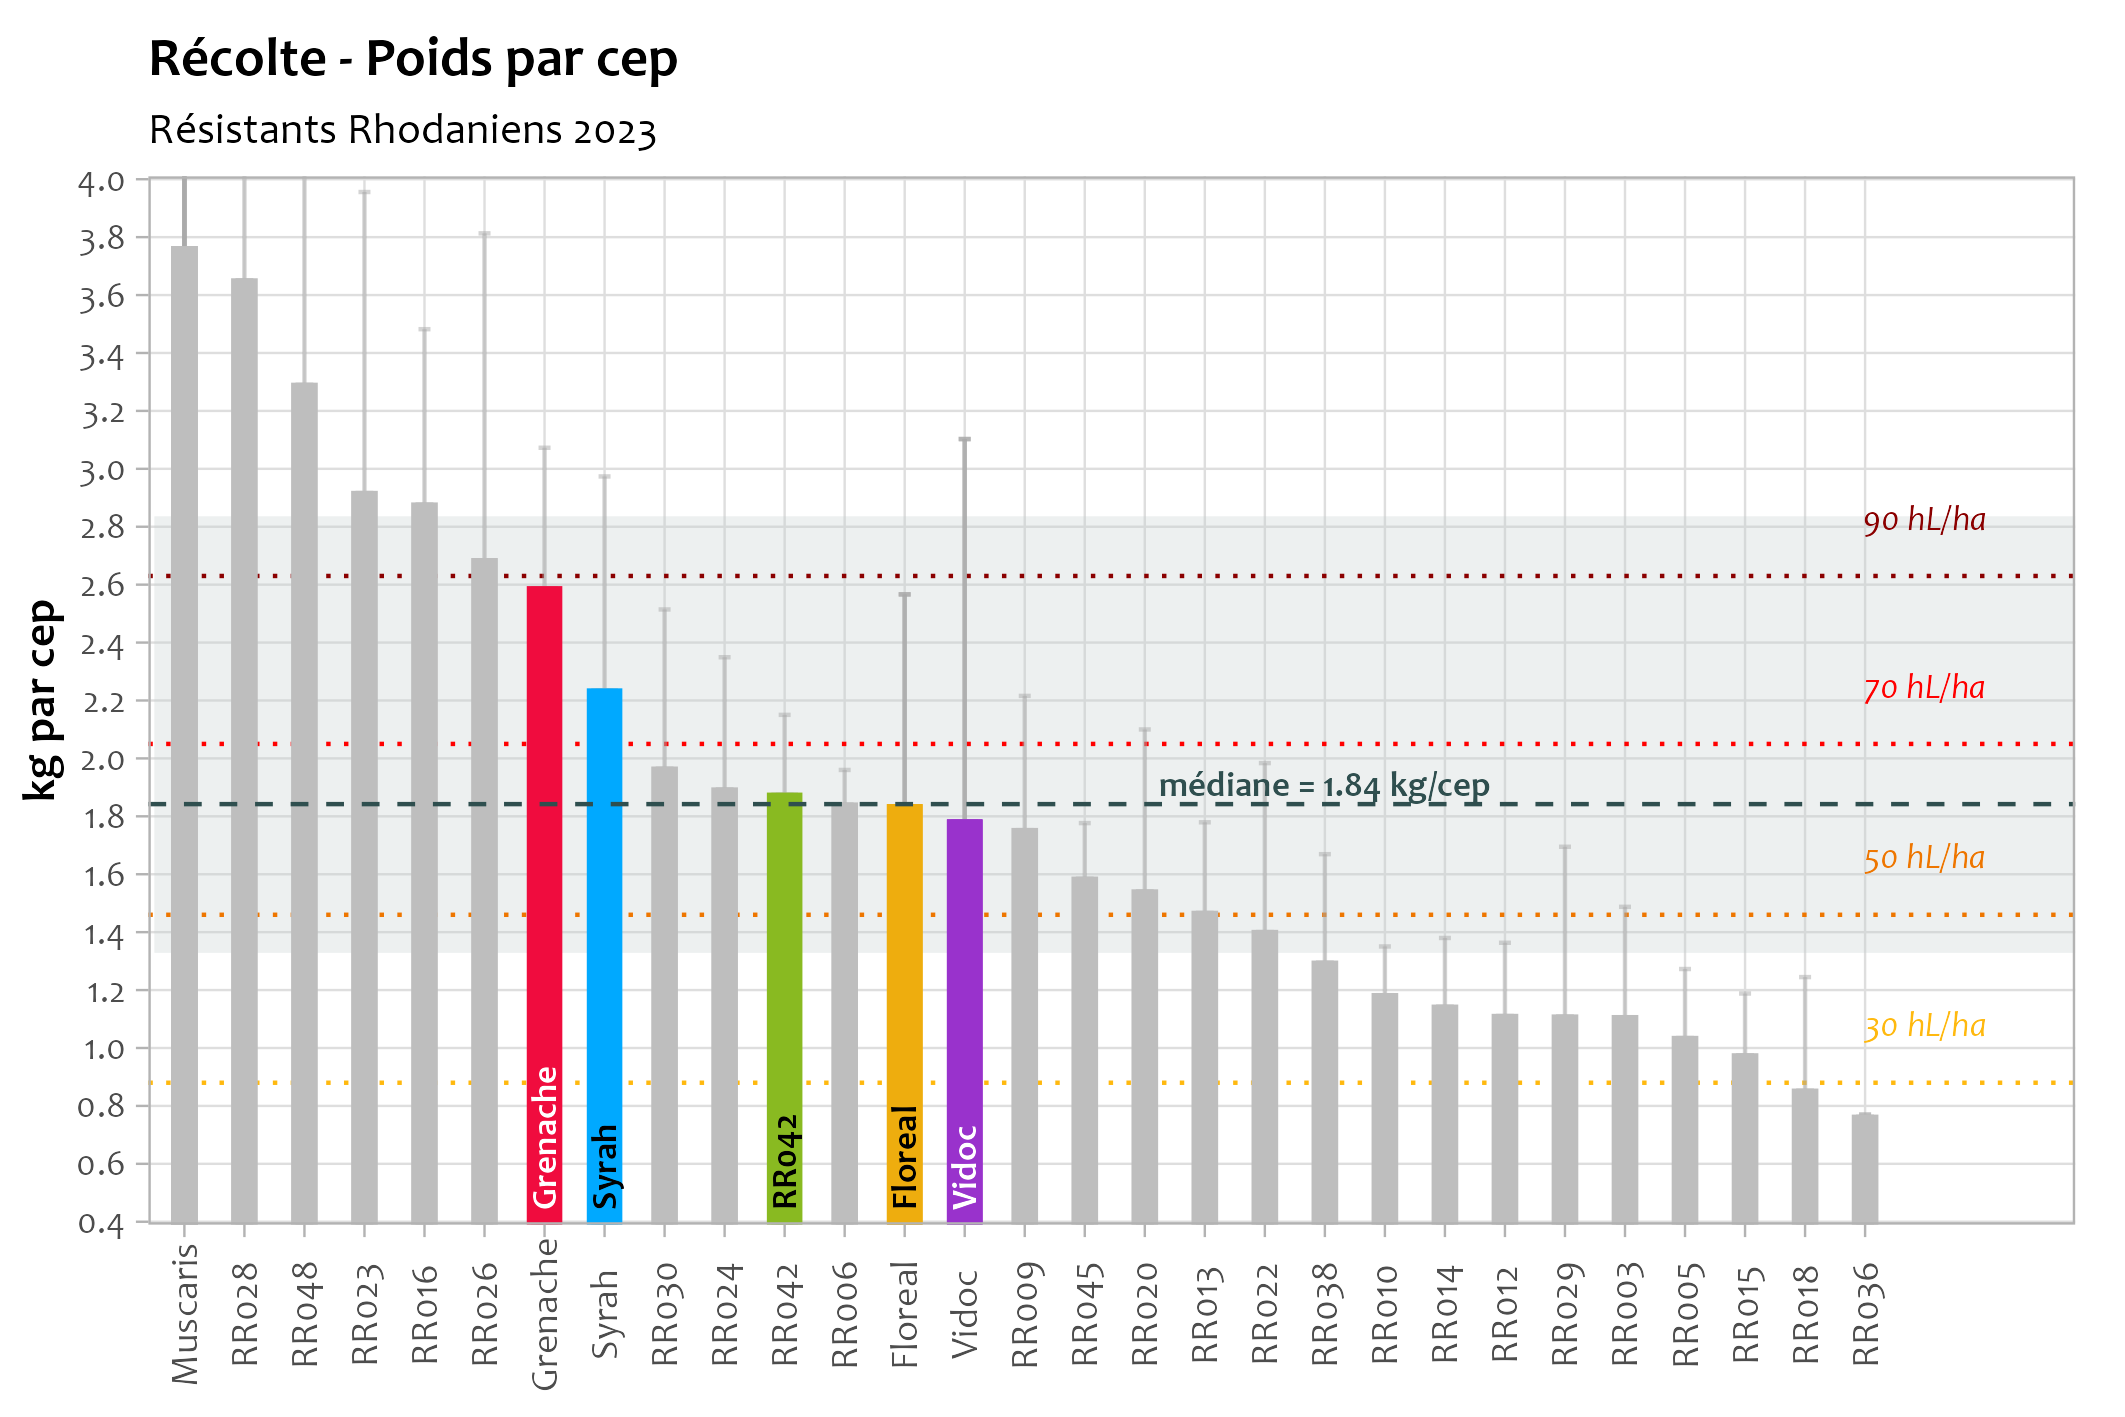 Récolte - Poids par cep
Résistants Rhodaniens 2023
kg par cep
4.0
3.8
3.6
3.4
3.2
3.0
2.8
2.6
2.4
2.2
2.0
1.8
1.6
1.4
1.2
1.0
0.8
0.6
0.4
90 hL/ha
70 hL/ha
médiane = 1.84 kg/cep
50 hL/ha
30 hL/ha
Grenache
Syrah
RR042
Floreal
Vidoc
Muscaris
RR028
RR048
RR023
RR016
RR026
Grenache
Syrah
RR030
RR024
RR042
RR006
Floreal
Vidoc
RR009
RR045
RR020
RR013
RR022
RR038
RR010
RR014
RR012
RR029
RR003
RR005
RR015
RR018
RR036